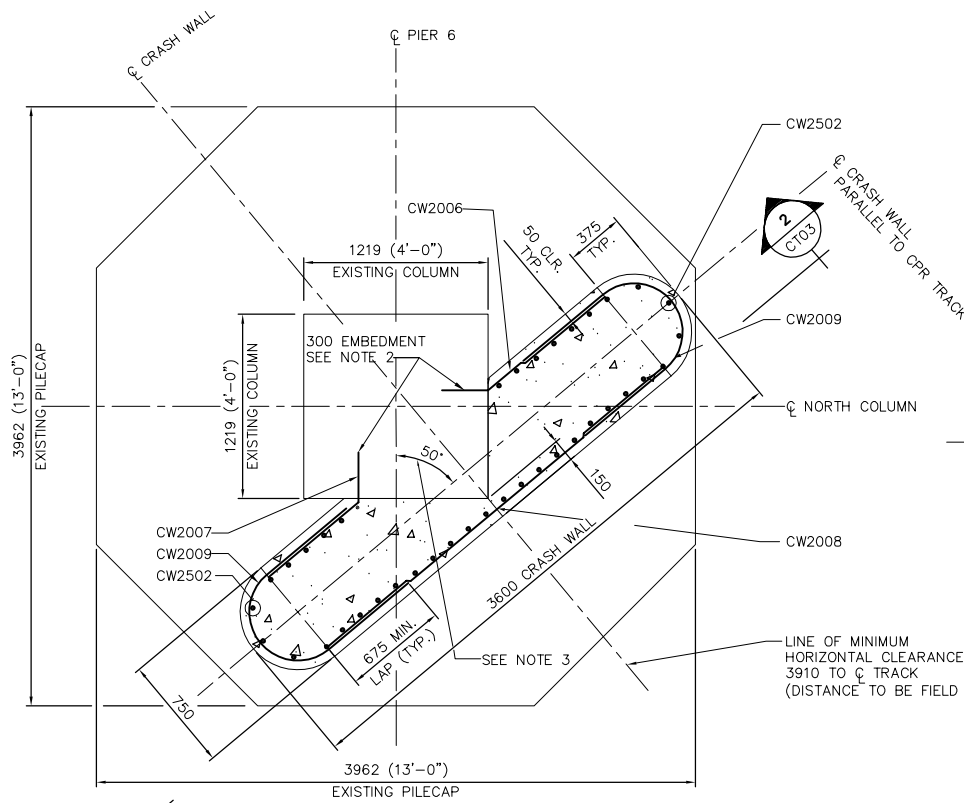 ℄ CRASH WALL
℄ PIER 6
CW2502
℄ CRASH WALL
PARALLEL TO CPR TRACK
2
CT03
CW2006
375
TYP.
50 CLR.
TYP.
1219 (4'-0")
EXISTING COLUMN
CW2009
300 EMBEDMENT
SEE NOTE 2
3962 (13'-0")
EXISTING PILECAP
1219 (4'-0")
EXISTING COLUMN
℄ NORTH COLUMN
50°
150
CW2007
CW2009
CW2502
CW2008
3600 CRASH WALL
675 MIN.
LAP (TYP.)
SEE NOTE 3
LINE OF MINIMUM
HORIZONTAL CLEARANCE
3910 TO ℄ TRACK
(DISTANCE TO BE FIELD
750
3962 (13'-0")
EXISTING PILECAP